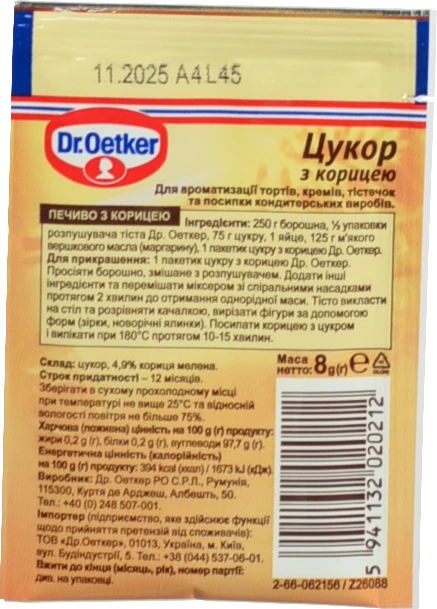 11.2025 A4L45
Dr.Oetker
Цукор
з корицею
Для ароматизації тортів, кремів, тістечок
та посипки кондитерських виробів.
ПЕЧИВО З КОРИЦЕЮ Інгредієнти: 250 г борошна, ½ упаковки
розпушувача тіста Др. Оеткер, 75 г цукру, 1 яйце, 125 г м'якого
вершкового масла (маргарину), 1 пакетик цукру з корицею Др. Оеткер.
Для прикрашення: 1 пакетик цукру з корицею Др. Оеткер.
Просіяти борошно, змішане з розпушувачем. Додати інші
інгредієнти та перемішати міксером зі спіральними насадками
протягом 2 хвилин до отримання однорідної маси. Тісто викласти
на стіл та розрівняти качалкою, вирізати фігури за допомогою
форм (зірки, новорічні ялинки). Посипати корицею з цукром
і випікати при 180°С протягом 10-15 хвилин.
Склад: цукор, 4,9% кориця мелена.
Строк придатності – 12 місяців.
Зберігати в сухому прохолодному місці
при температурі не вище 25°С та відносній
вологості повітря не більше 75%.
Харчова (поживна) цінність на 100 g (г) продукту:
жири 0,2 g (г), білки 0,2 g (г), вуглеводи 97,7 g (г).
Енергетична цінність (калорійність)
на 100 g (г) продукту: 394 kcal (ккал) / 1673 kJ (кДж).
Виробник: Др. Оеткер РО С.Р.Л., Румунія,
115300, Куртя де Арджеш, Албешть, 50.
Тел.: +40 (0) 248 507-001.
Імпортер (підприємство, яке здійснює функції
щодо прийняття претензій від споживачів):
ТОВ «Др.Оеткер», 01013, Україна, м. Київ,
вул. Будіндустрії, 5. Тел.: +38 (044) 537-06-01.
Вжити до кінця (місяць, рік), номер партії:
див. на упаковці.
Маса
нетто: 8 g (г) ℮
5 941132 020212
2-66-062156 / Z26088